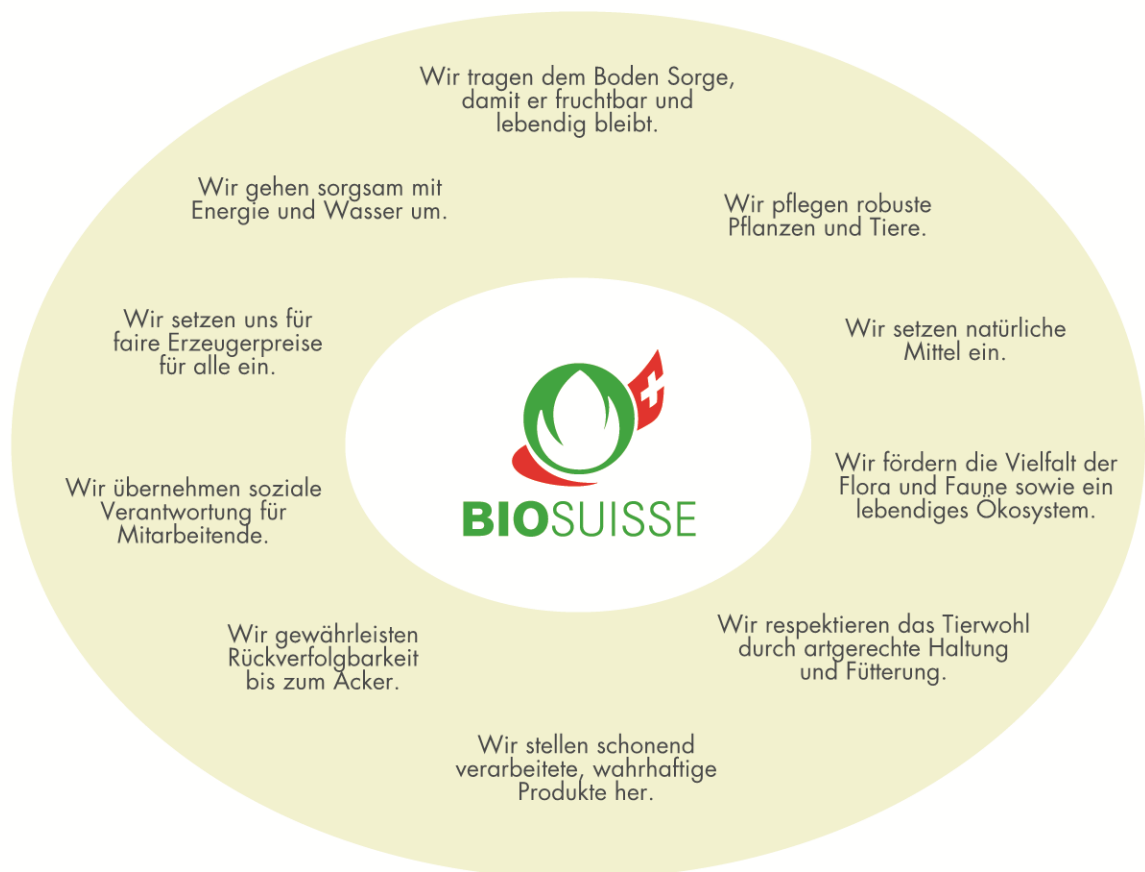 Wir tragen dem Boden Sorge,
damit er fruchtbar und
lebendig bleibt.
Wir pflegen robuste
Pflanzen und Tiere.
Wir setzen natürliche
Mittel ein.
Wir fördern die Vielfalt der
Flora und Faune sowie ein
lebendiges Ökosystem.
Wir respektieren das Tierwohl
durch artgerechte Haltung
und Fütterung.
Wir stellen schonend
verarbeitete, wahrhaftige
Produkte her.
Wir gewährleisten
Rückverfolgbarkeit
bis zum Acker.
Wir übernehmen soziale
Verantwortung für
Mitarbeitende.
Wir setzen uns für
faire Erzeugerpreise
für alle ein.
Wir gehen sorgsam mit
Energie und Wasser um.
BIOSUISSE